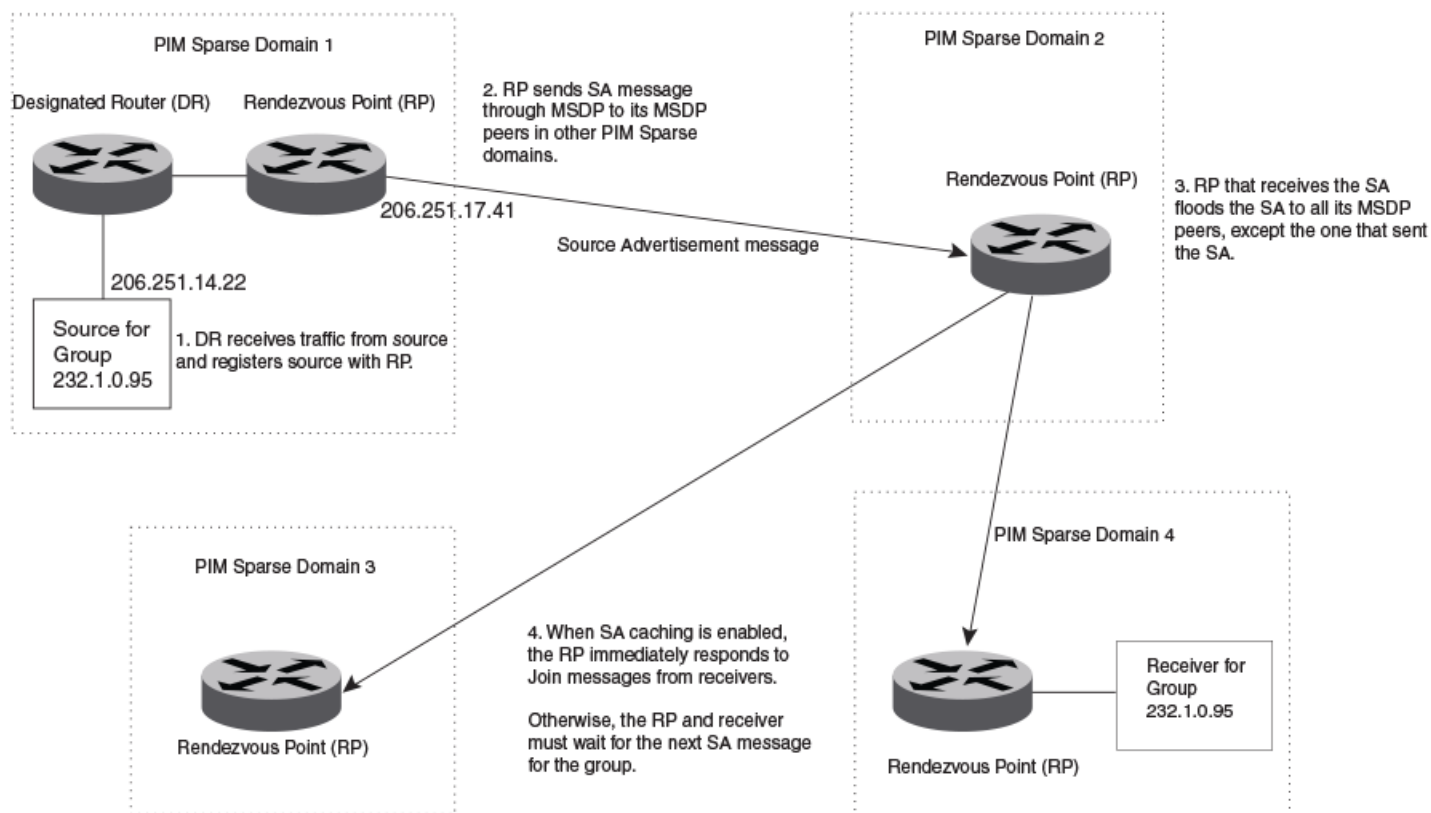 PIM Sparse Domain 1
Designated Router (DR)
Rendezvous Point (RP)
206.251.17.41
206.251.14.22
Source for
Group
232.1.0.95
1. DR receives traffic from source
and registers source with RP.
2. RP sends SA message
through MSDP to its MSDP
peers in other PIM Sparse
domains.
Source Advertisement message
PIM Sparse Domain 2
Rendezvous Point (RP)
3. RP that receives the SA
floods the SA to all its MSDP
peers, except the one that sent
the SA.
PIM Sparse Domain 3
Rendezvous Point (RP)
4. When SA caching is enabled,
the RP immediately responds to
Join messages from receivers.
Otherwise, the RP and receiver
must wait for the next SA message
for the group.
PIM Sparse Domain 4
Rendezvous Point (RP)
Receiver for
Group
232.1.0.95